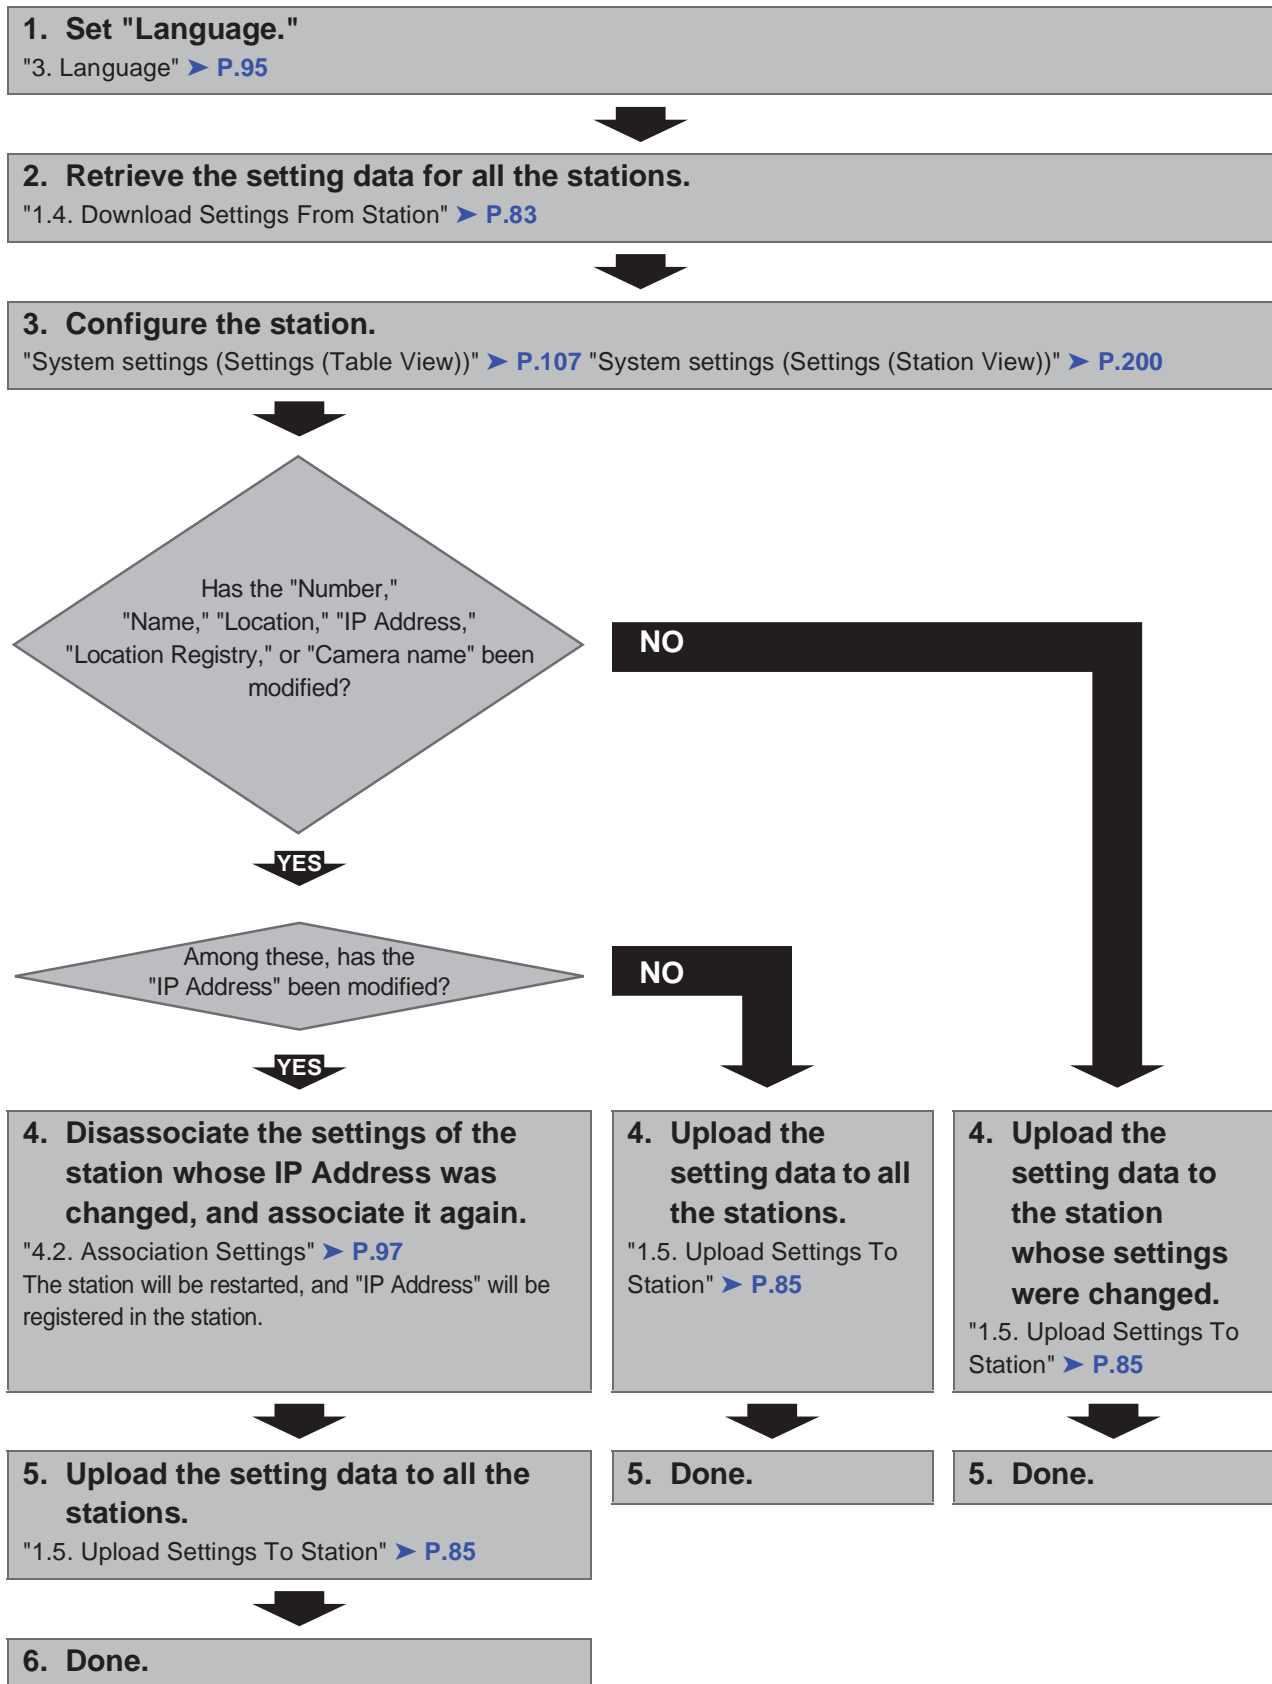 1. Set "Language."
"3. Language" ➤ P.95
2. Retrieve the setting data for all the stations.
"1.4. Download Settings From Station" ➤ P.83
3. Configure the station.
"System settings (Settings (Table View))" ➤ P.107 "System settings (Settings (Station View))" ➤ P.200
Has the "Number,"
"Name," "Location," "IP Address,"
"Location Registry," or "Camera name" been
modified?
NO
YES
Among these, has the
"IP Address" been modified?
NO
YES
4. Disassociate the settings of the
station whose IP Address was
changed, and associate it again.
"4.2. Association Settings" ➤ P.97
The station will be restarted, and "IP Address" will be
registered in the station.
4. Upload the
setting data to all
the stations.
"1.5. Upload Settings To
Station" ➤ P.85
4. Upload the
setting data to
the station
whose settings
were changed.
"1.5. Upload Settings To
Station" ➤ P.85
5. Upload the setting data to all the
stations.
"1.5. Upload Settings To Station" ➤ P.85
5. Done.
5. Done.
6. Done.